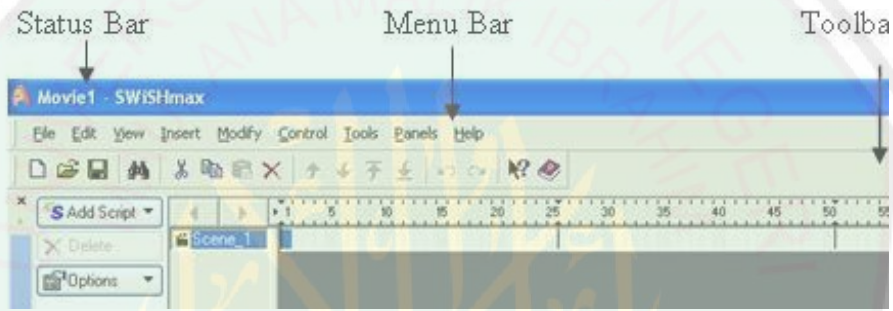 Status Bar Menu Bar Toolba
Movie1 - SWiSHmax
File Edit View Insert Modify Control Tools Panels Help
S Add Script 1 5 10 15 20 25 30 35 40 45 50 55
Delete Scene_1
Options